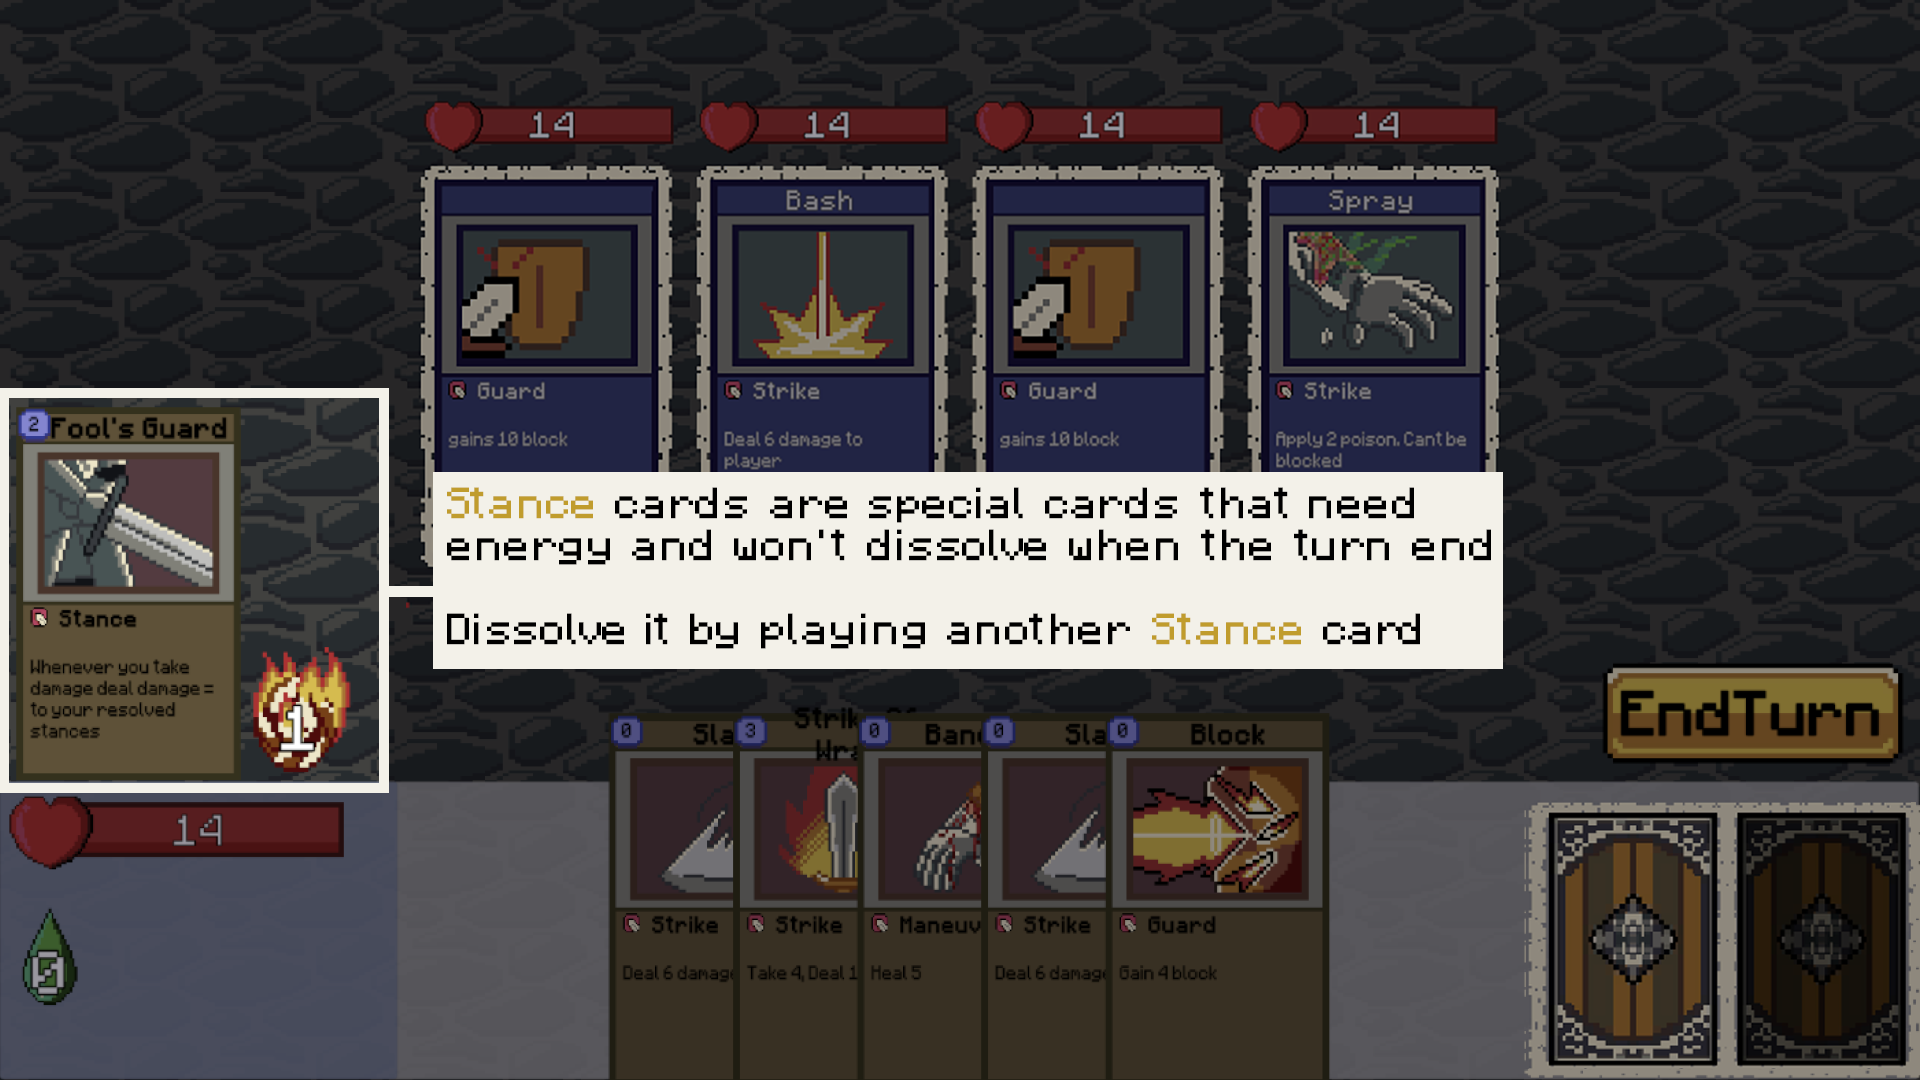 14
14
14
14
Bash
Spray
Guard
Strike
Guard
Strike
gains 10 block
Deal 6 damage to
player
gains 10 block
Apply 2 poison. Cant be
blocked
2 Fool's Guard
Stance
Whenever you take
damage deal damage =
to your resolved
stances
1
Stance cards are special cards that need
energy and won't dissolve when the turn end
Dissolve it by playing another Stance card
EndTurn
14
0
0
3
0
0
0 Block
Strike
Strike
Strike
Guard
Deal 6 damage
Take 4, Deal 1
Heal 5
Deal 6 damage
Gain 4 block